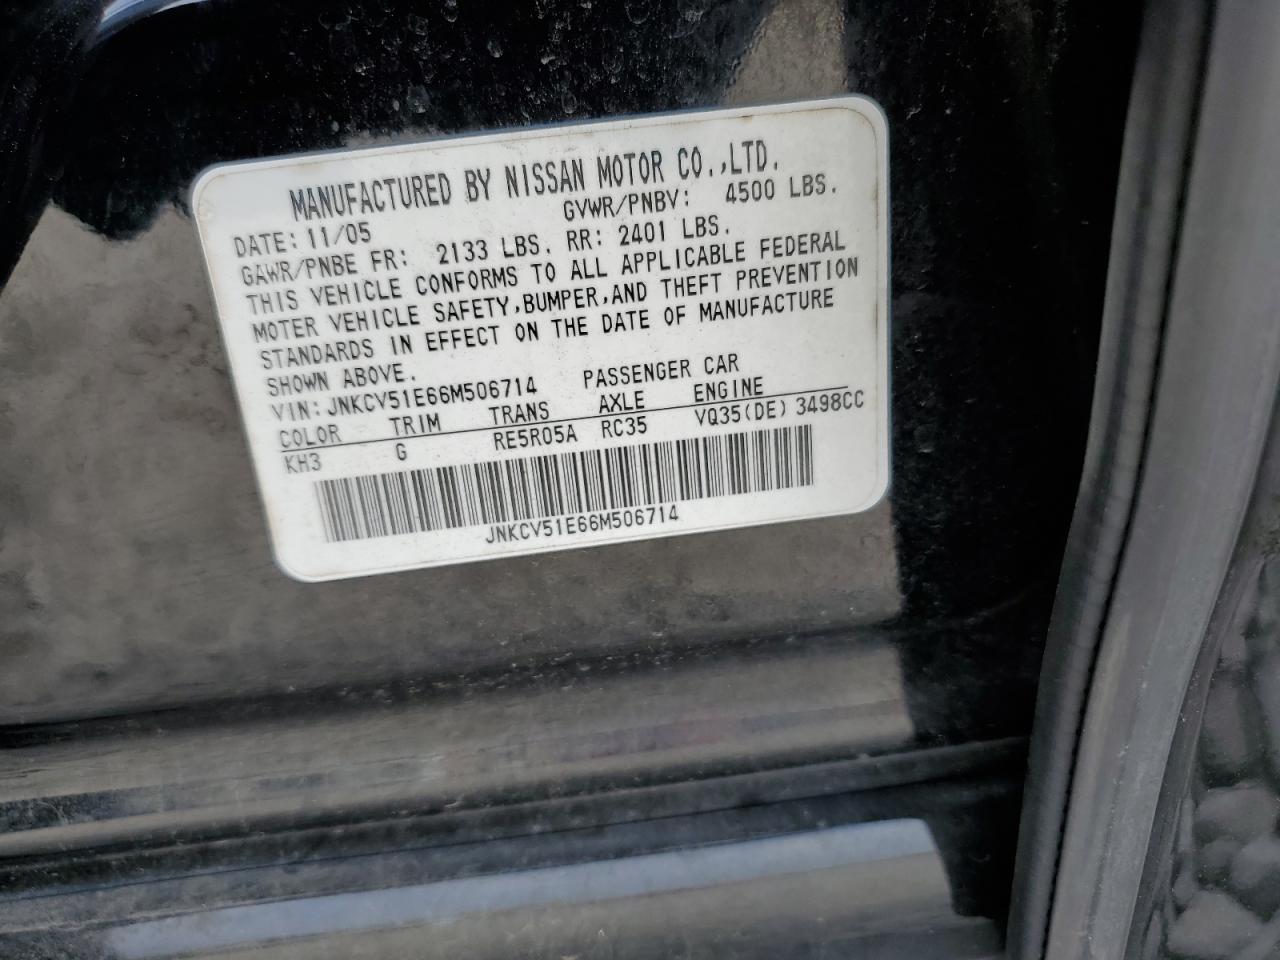 MANUFACTURED BY NISSAN MOTOR CO.,LTD.
DATE: 11/05 GVWR/PNBV: 4500 LBS.
GAWR/PNBE FR: 2133 LBS. RR: 2401 LBS.
THIS VEHICLE CONFORMS TO ALL APPLICABLE FEDERAL
MOTER VEHICLE SAFETY,BUMPER,AND THEFT PREVENTION
STANDARDS IN EFFECT ON THE DATE OF MANUFACTURE
SHOWN ABOVE.
VIN: JNKCV51E66M506714 PASSENGER CAR
COLOR TRIM TRANS AXLE ENGINE
KH3 G RE5R05A RC35 VQ35(DE) 3498CC
JNKCV51E66M506714